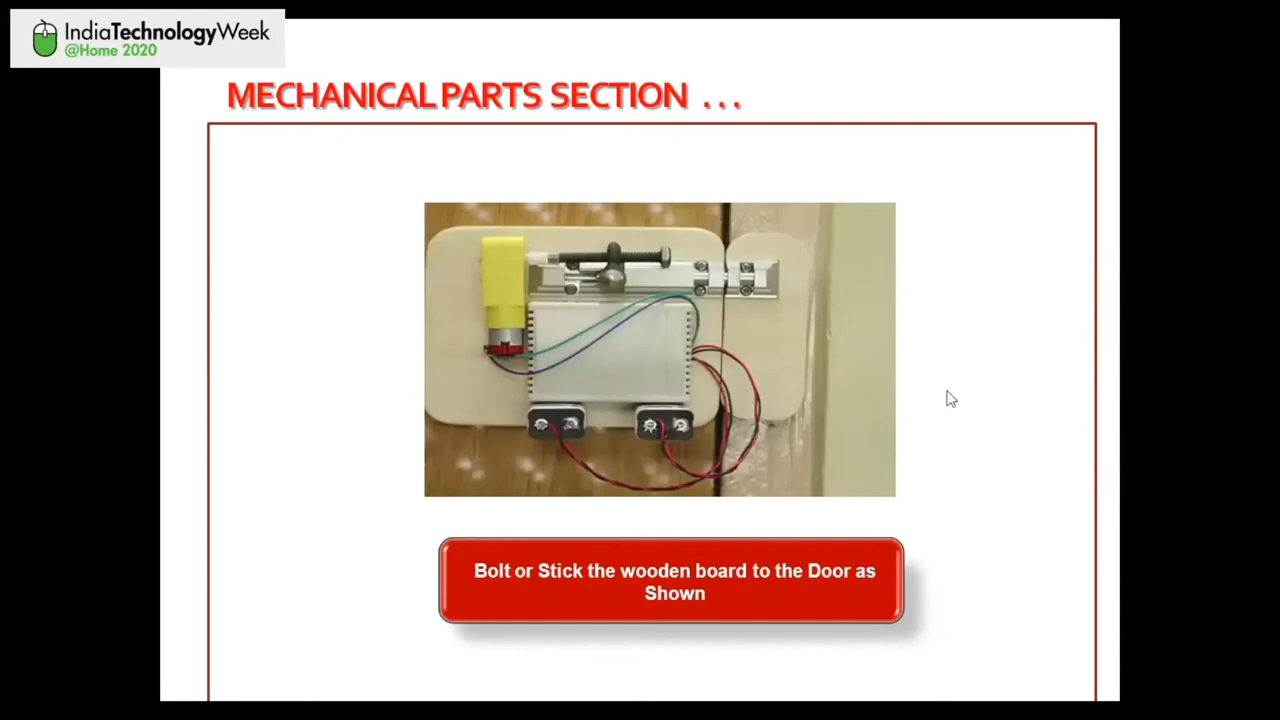 IndiaTechnologyWeek
@Home 2020
MECHANICAL PARTS SECTION ...
Bolt or Stick the wooden board to the Door as
Shown